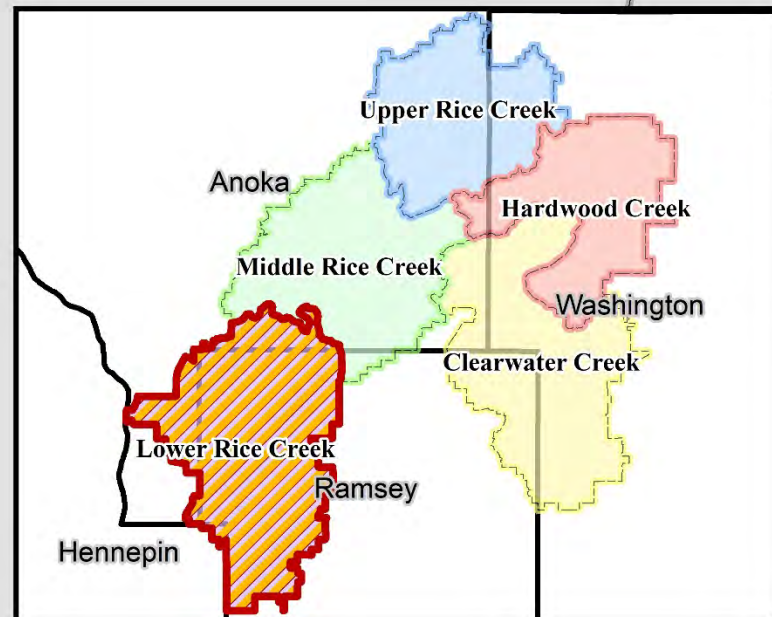 Upper Rice Creek
Anoka
Hardwood Creek
Middle Rice Creek
Washington
Clearwater Creek
Lower Rice Creek
Ramsey
Hennepin